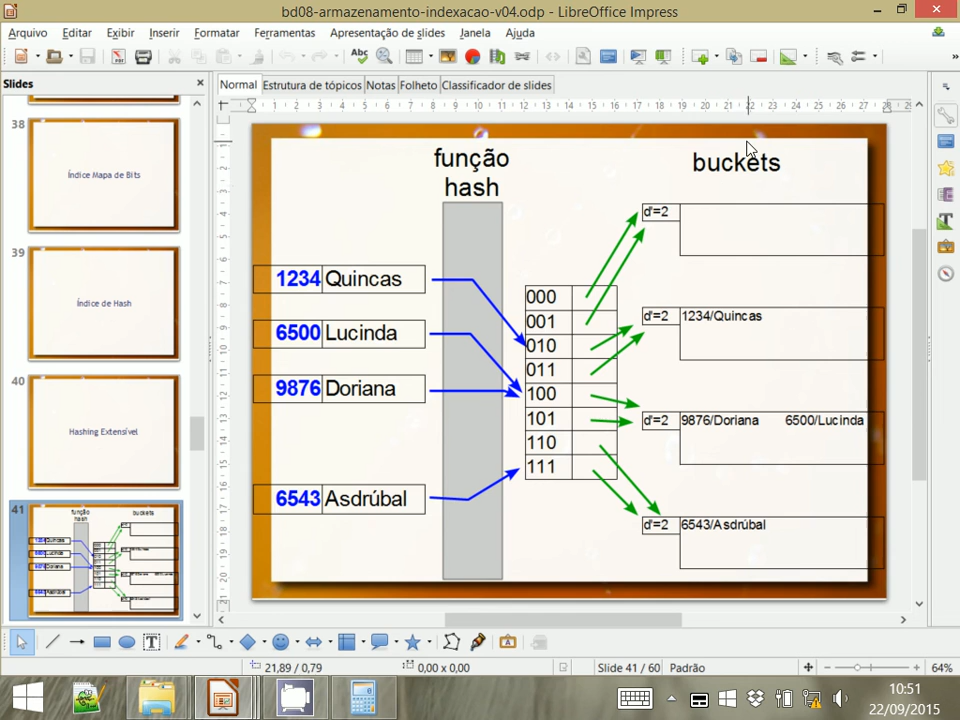 bd08-armazenamento-indexacao-v04.odp - LibreOffice Impress
Arquivo Editar Exibir Inserir Formatar Ferramentas Apresentação de slides Janela Ajuda
Slides
Normal Estrutura de tópicos Notas Folheto Classificador de slides
38
Índice Mapa de Bits
39
Índice de Hash
40
Hashing Extensível
41
função
hash
buckets
1234 Quincas
6500 Lucinda
9876 Doriana
6543 Asdrúbal
000
001
010
011
100
101
110
111
d'=2
d'=2 1234/Quincas
d'=2 9876/Doriana 6500/Lucinda
d'=2 6543/Asdrúbal
21,89 / 0,79 0,00 x 0,00 Slide 41 / 60 Padrão 64%
10:51
22/09/2015